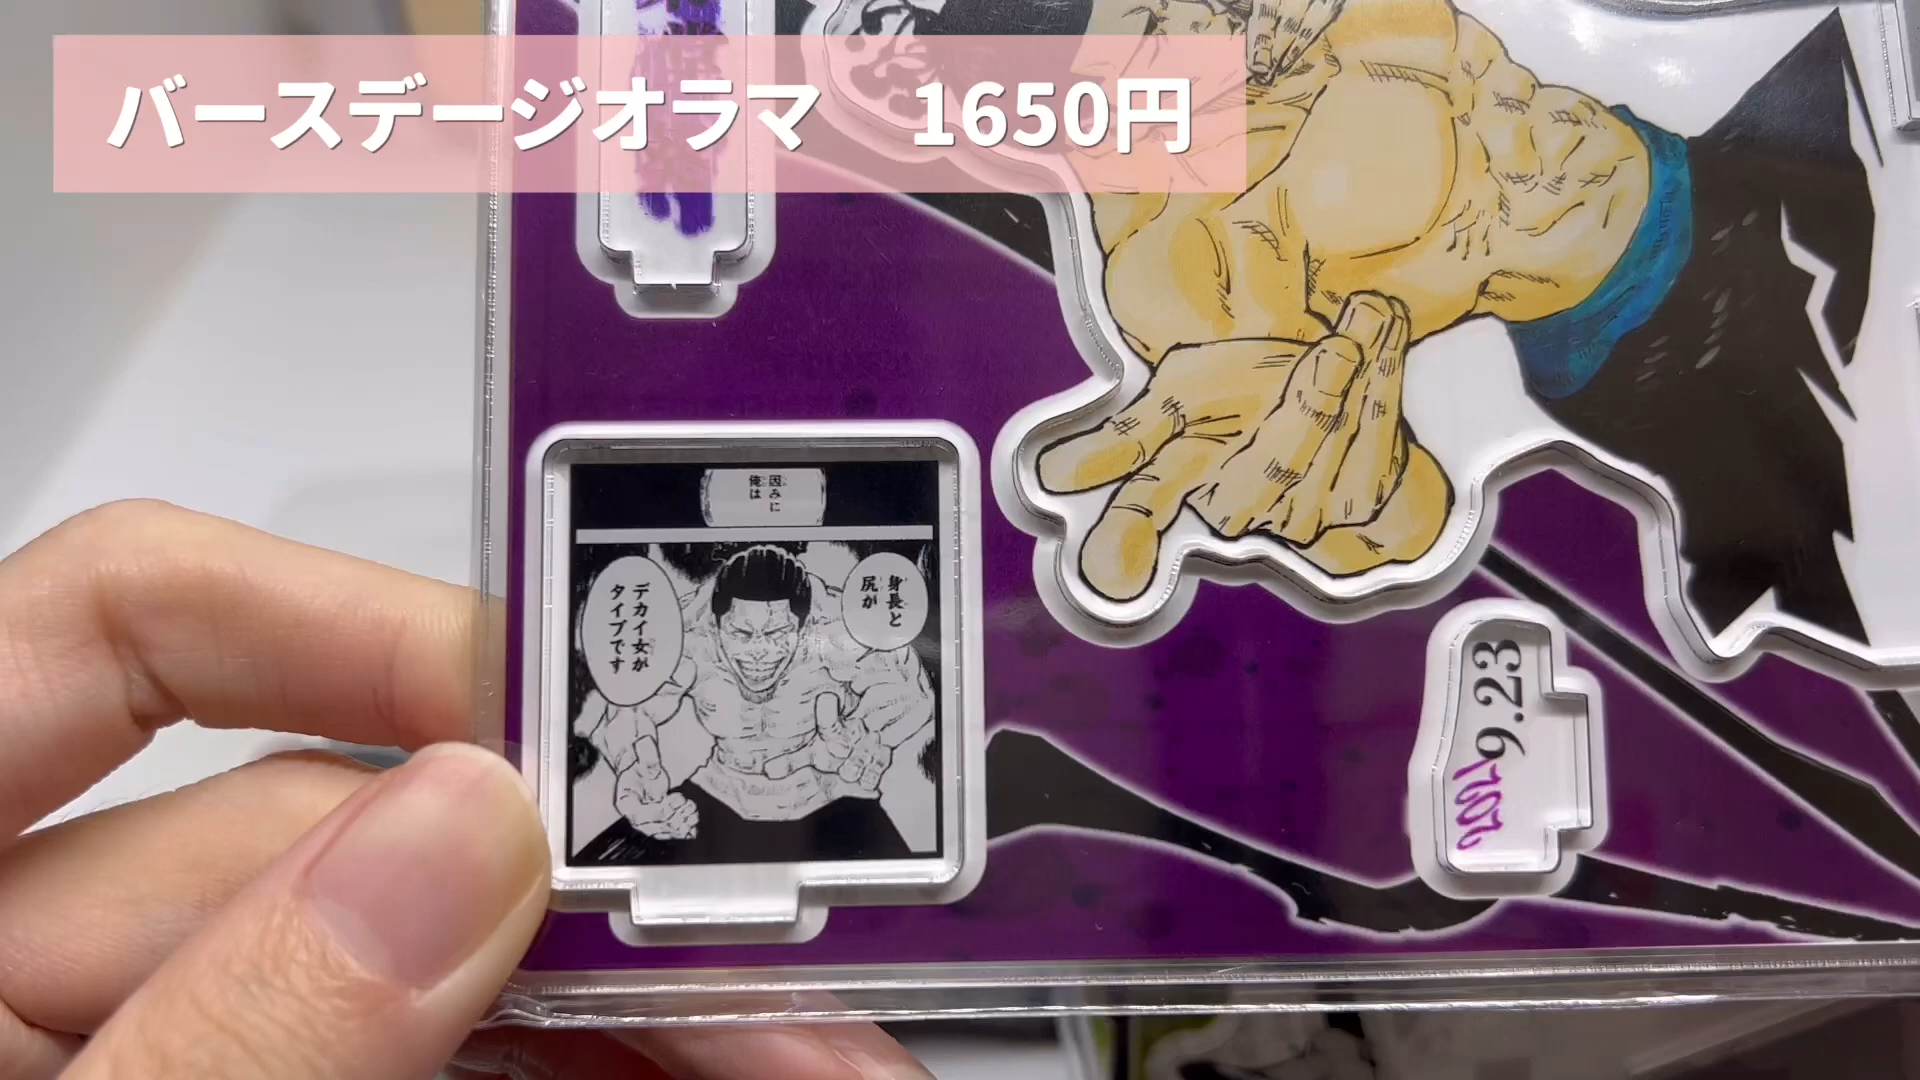 バースデージオラマ　1650円
因みに
俺は
身長と
尻が
デカイ女が
タイプです
9.23
2017